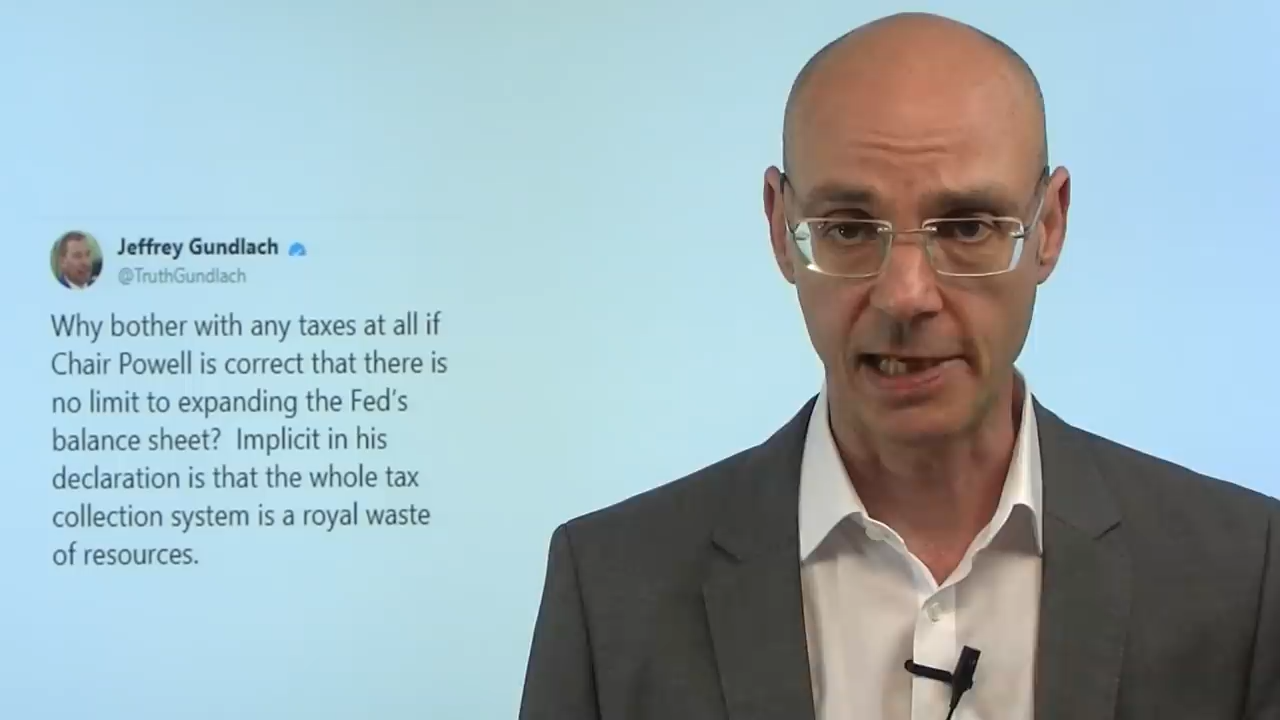 Jeffrey Gundlach
@TruthGundlach
Why bother with any taxes at all if
Chair Powell is correct that there is
no limit to expanding the Fed's
balance sheet?  Implicit in his
declaration is that the whole tax
collection system is a royal waste
of resources.